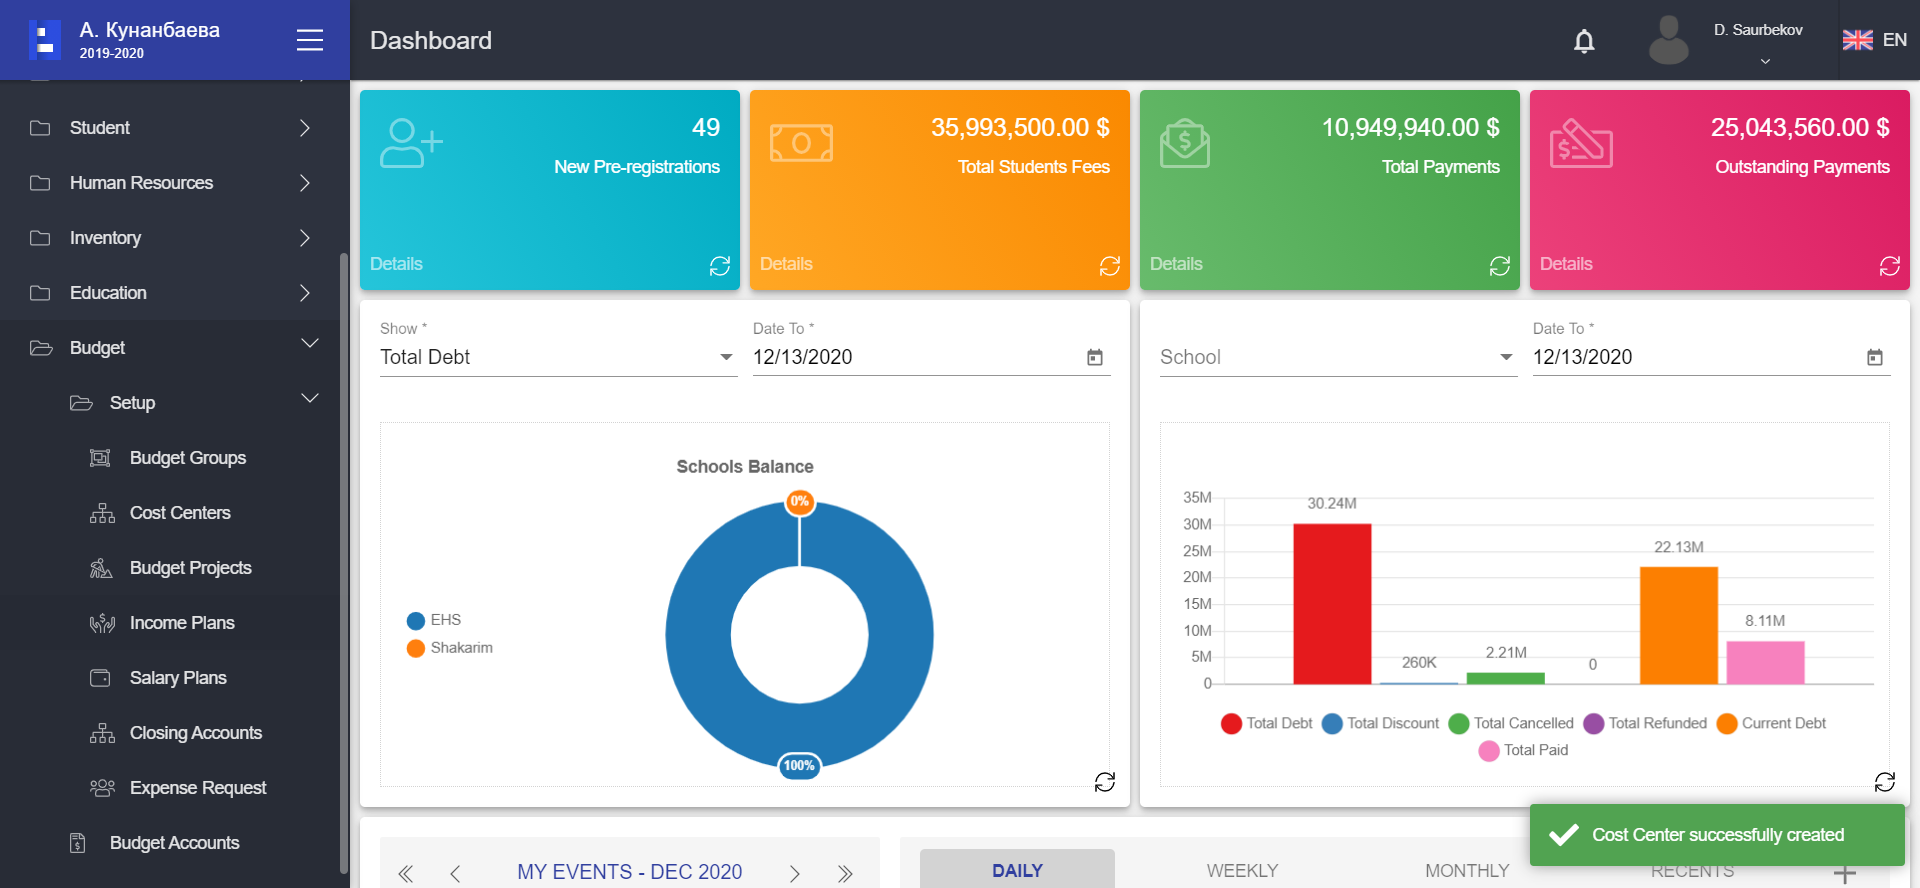 А. Кунанбаева
2019-2020
Dashboard
D. Saurbekov
EN
Student
Human Resources
Inventory
Education
Budget
Setup
Budget Groups
Cost Centers
Budget Projects
Income Plans
Salary Plans
Closing Accounts
Expense Request
Budget Accounts
49
New Pre-registrations
Details
35,993,500.00 $
Total Students Fees
Details
10,949,940.00 $
Total Payments
Details
25,043,560.00 $
Outstanding Payments
Details
Show *
Total Debt
Date To *
12/13/2020
Schools Balance
0%
100%
EHS
Shakarim
School
Date To *
12/13/2020
35M
30M
25M
20M
15M
10M
5M
0
30.24M
260K
2.21M
0
22.13M
8.11M
Total Debt
Total Discount
Total Cancelled
Total Refunded
Current Debt
Total Paid
Cost Center successfully created
MY EVENTS - DEC 2020
DAILY
WEEKLY
MONTHLY
RECENTS